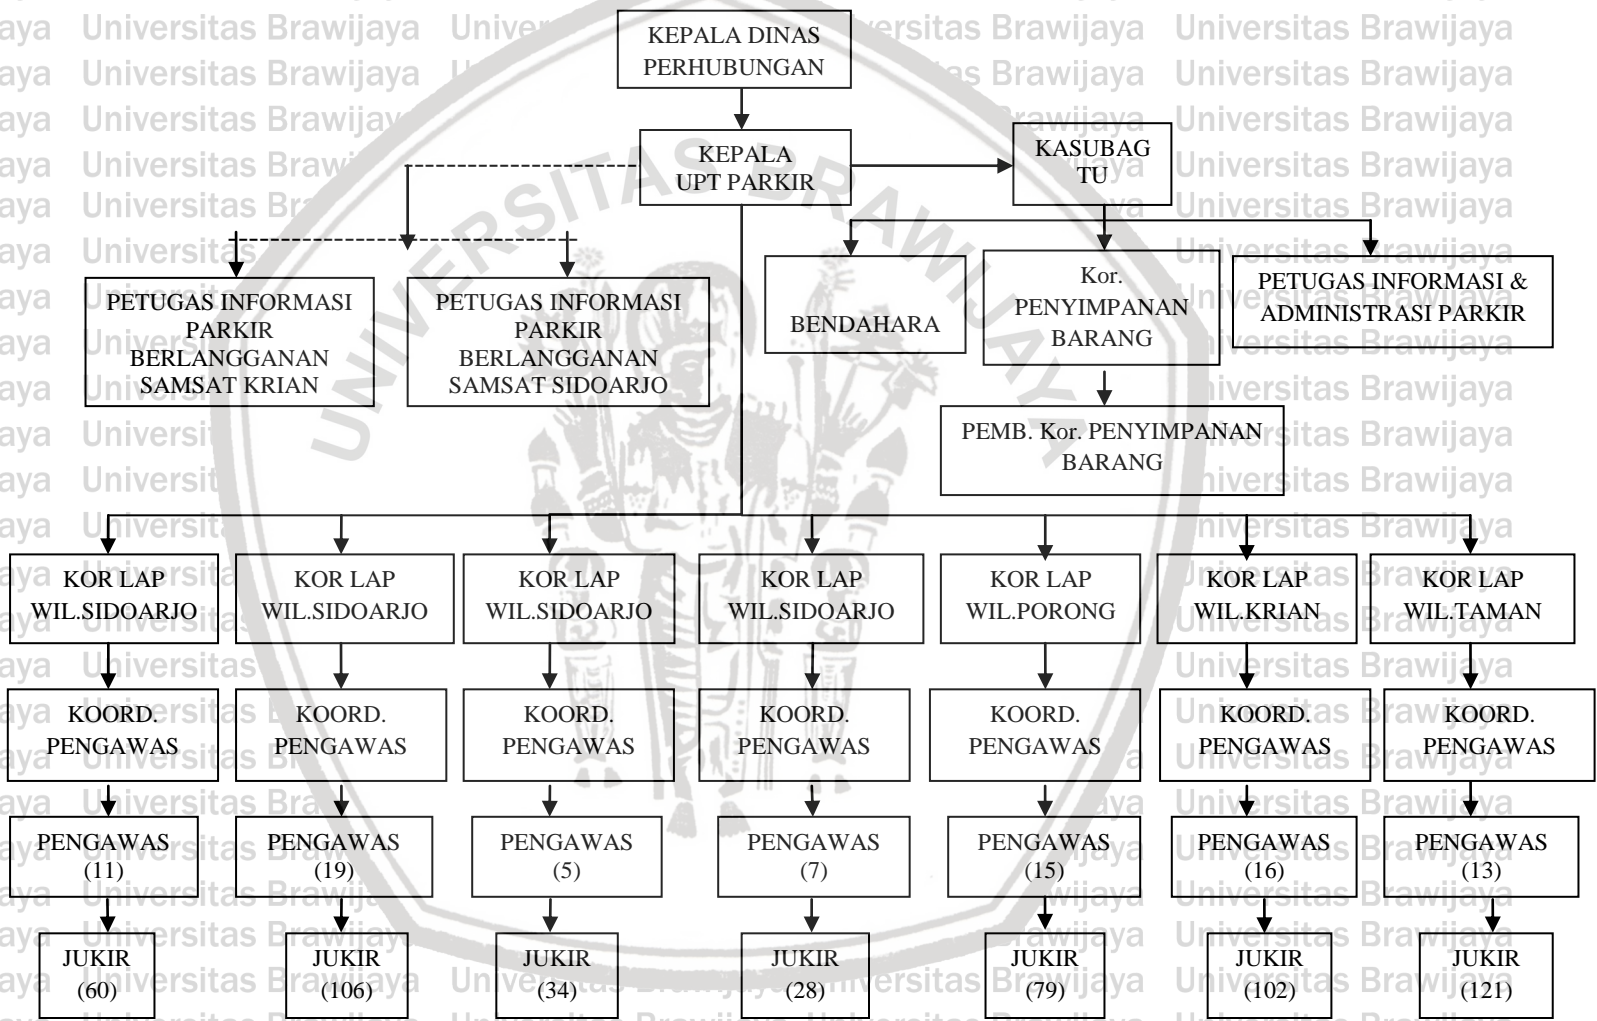 KEPALA DINAS
PERHUBUNGAN
KEPALA
UPT PARKIR
KASUBAG
TU
PETUGAS INFORMASI
PARKIR
BERLANGGANAN
SAMSAT KRIAN
PETUGAS INFORMASI
PARKIR
BERLANGGANAN
SAMSAT SIDOARJO
BENDAHARA
Kor.
PENYIMPANAN
BARANG
PETUGAS INFORMASI &
ADMINISTRASI PARKIR
PEMB. Kor. PENYIMPANAN
BARANG
KOR LAP
WIL.SIDOARJO
KOR LAP
WIL.SIDOARJO
KOR LAP
WIL.SIDOARJO
KOR LAP
WIL.SIDOARJO
KOR LAP
WIL.PORONG
KOR LAP
WIL.KRIAN
KOR LAP
WIL.TAMAN
KOORD.
PENGAWAS
KOORD.
PENGAWAS
KOORD.
PENGAWAS
KOORD.
PENGAWAS
KOORD.
PENGAWAS
KOORD.
PENGAWAS
KOORD.
PENGAWAS
PENGAWAS
(11)
PENGAWAS
(19)
PENGAWAS
(5)
PENGAWAS
(7)
PENGAWAS
(15)
PENGAWAS
(16)
PENGAWAS
(13)
JUKIR
(60)
JUKIR
(106)
JUKIR
(34)
JUKIR
(28)
JUKIR
(79)
JUKIR
(102)
JUKIR
(121)
UNIVERSITAS BRAWIJAYA